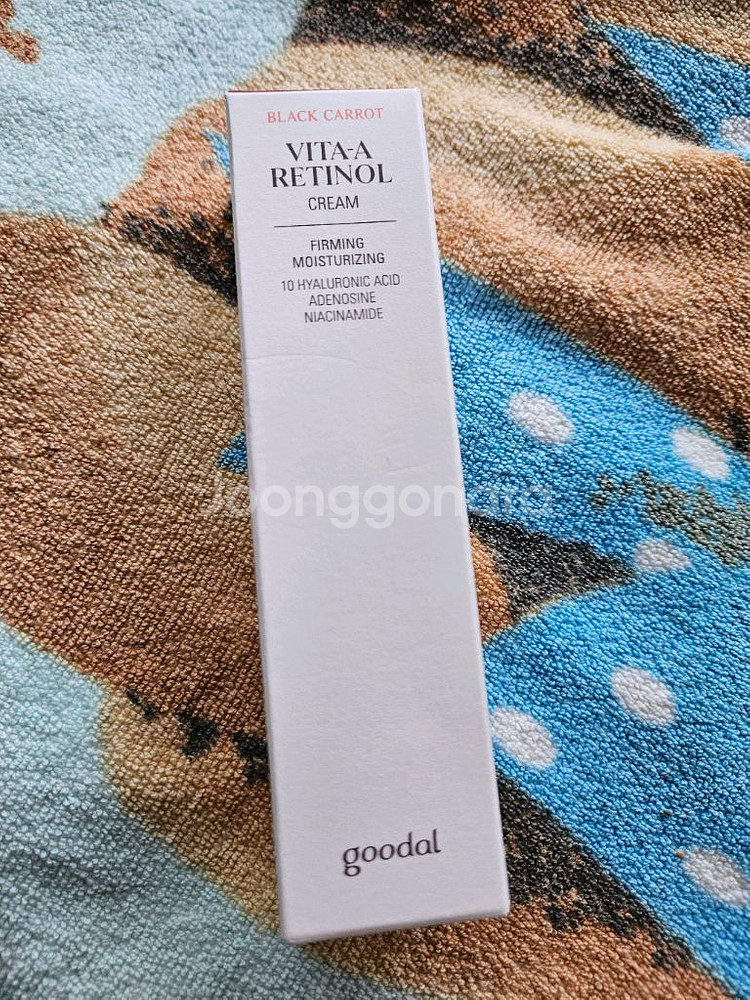 BLACK CARROT
VITA-A
RETINOL
CREAM
FIRMING
MOISTURIZING
10 HYALURONIC ACID
ADENOSINE
NIACINAMIDE
Joonggonara
goodal